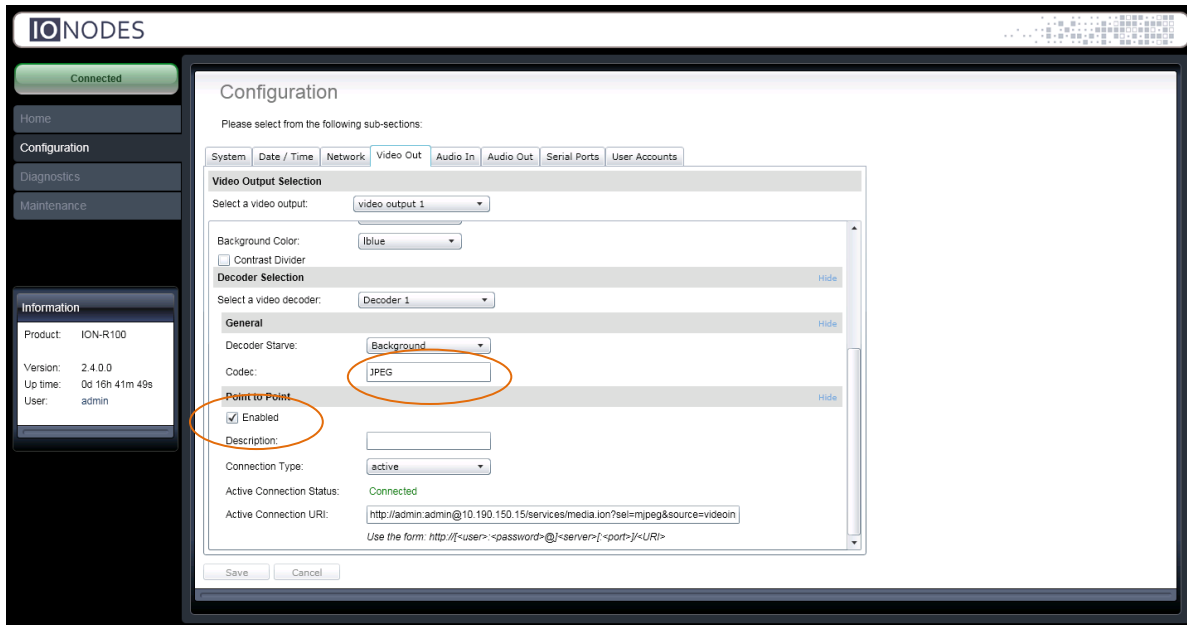 IONODES
Connected
Home
Configuration
Diagnostics
Maintenance
Information
Product: ION-R100
Version: 2.4.0.0
Up time: 0d 16h 41m 49s
User: admin
Configuration
Please select from the following sub-sections:
System Date / Time Network Video Out Audio In Audio Out Serial Ports User Accounts
Video Output Selection
Select a video output: video output 1
Background Color: lblue
Contrast Divider
Decoder Selection Hide
Select a video decoder: Decoder 1
General Hide
Decoder Starve: Background
Codec: JPEG
Point to Point Hide
Enabled
Description:
Connection Type: active
Active Connection Status: Connected
Active Connection URI: http://admin:admin@10.190.150.15/services/media.ion?sel=mjpeg&source=videoin
Use the form: http://[<user>:<password>@]<server>[:<port>]/<URI>
Save Cancel